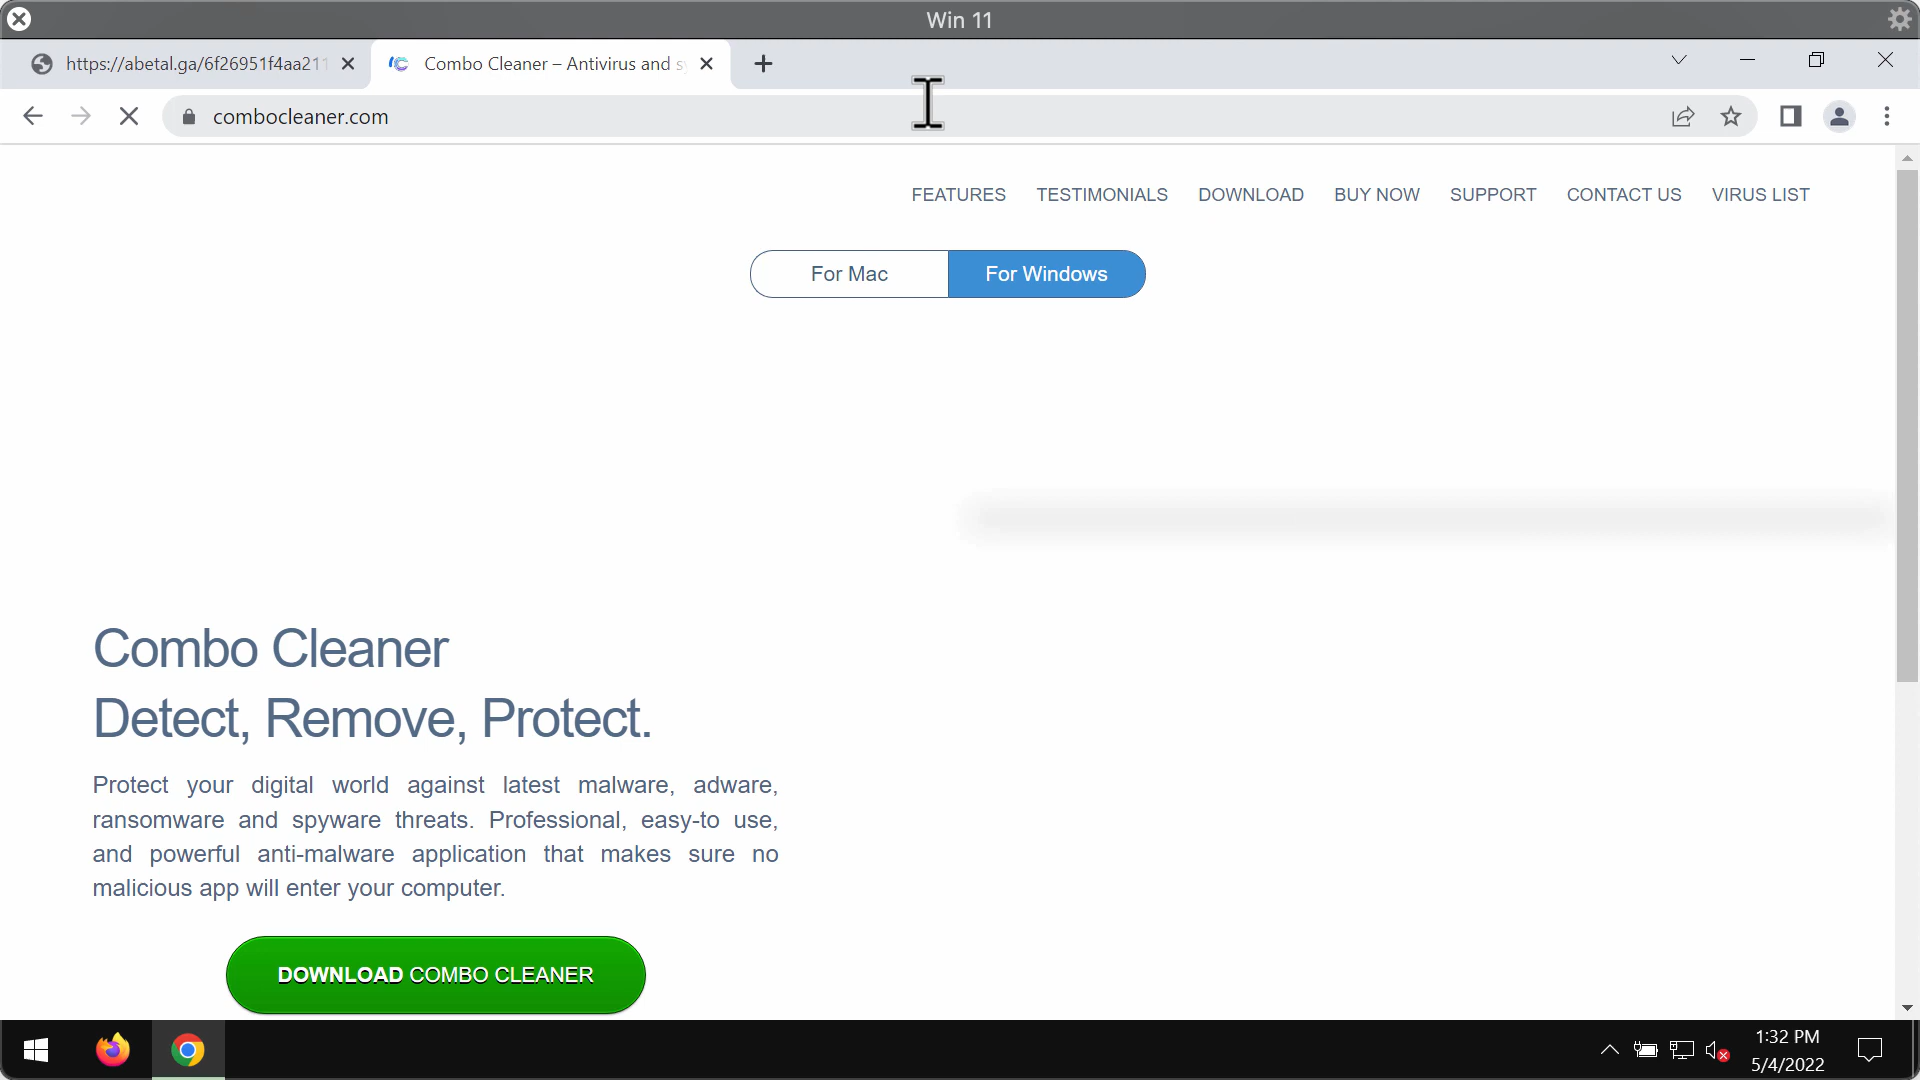 Win 11
https://abetal.ga/6f26951f4aa211
Combo Cleaner – Antivirus and s
combocleaner.com
FEATURES TESTIMONIALS DOWNLOAD BUY NOW SUPPORT CONTACT US VIRUS LIST
For Mac For Windows
Combo Cleaner
Detect, Remove, Protect.
Protect your digital world against latest malware, adware,
ransomware and spyware threats. Professional, easy-to use,
and powerful anti-malware application that makes sure no
malicious app will enter your computer.
DOWNLOAD COMBO CLEANER
1:32 PM
5/4/2022